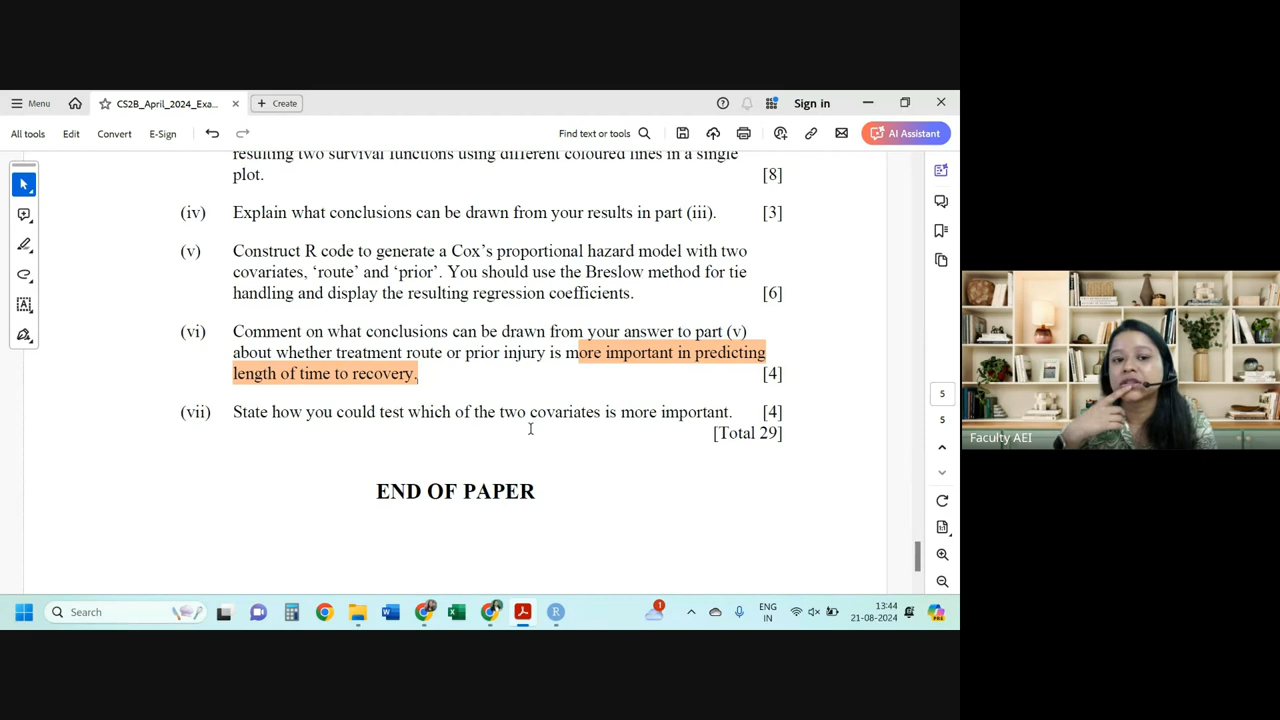 Menu
CS2B_April_2024_Exa...
Create
Sign in
All tools
Edit
Convert
E-Sign
Find text or tools
AI Assistant
resulting two survival functions using different coloured lines in a single
plot. [8]
(iv) Explain what conclusions can be drawn from your results in part (iii). [3]
(v) Construct R code to generate a Cox's proportional hazard model with two
covariates, 'route' and 'prior'. You should use the Breslow method for tie
handling and display the resulting regression coefficients. [6]
(vi) Comment on what conclusions can be drawn from your answer to part (v)
about whether treatment route or prior injury is more important in predicting
length of time to recovery. [4]
(vii) State how you could test which of the two covariates is more important. [4]
[Total 29]
END OF PAPER
5
5
Faculty AEI
Search
1
ENG
IN
13:44
21-08-2024